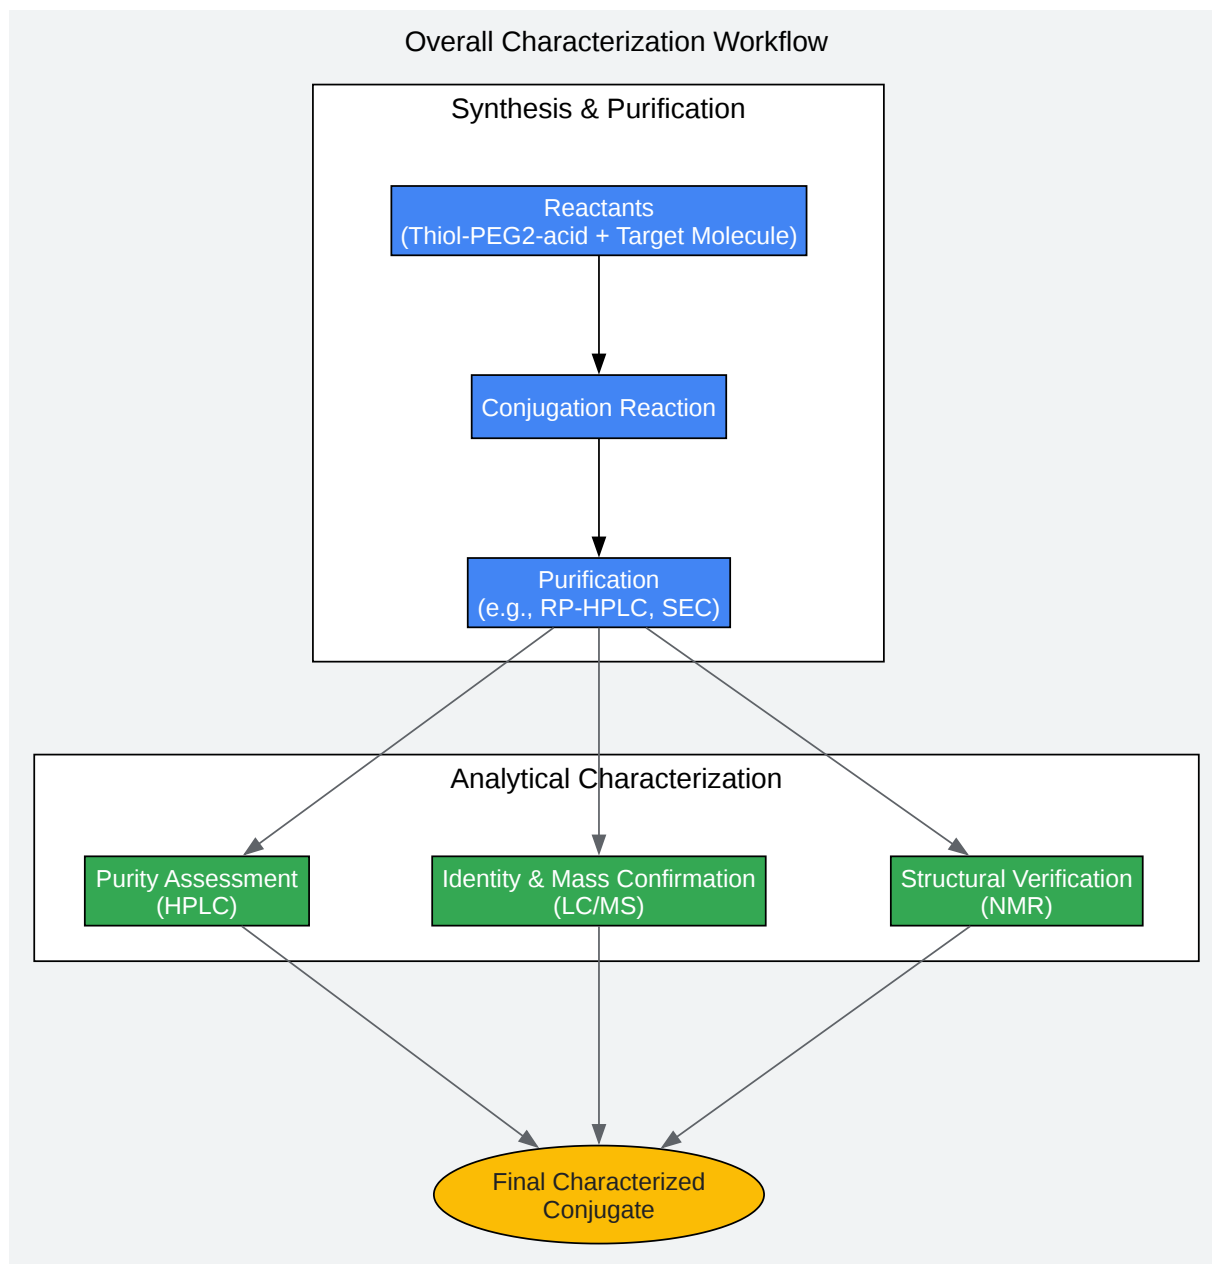 Overall Characterization Workflow
Synthesis & Purification
Reactants
(Thiol-PEG2-acid + Target Molecule)
Conjugation Reaction
Purification
(e.g., RP-HPLC, SEC)
Analytical Characterization
Purity Assessment
(HPLC)
Identity & Mass Confirmation
(LC/MS)
Structural Verification
(NMR)
Final Characterized
Conjugate